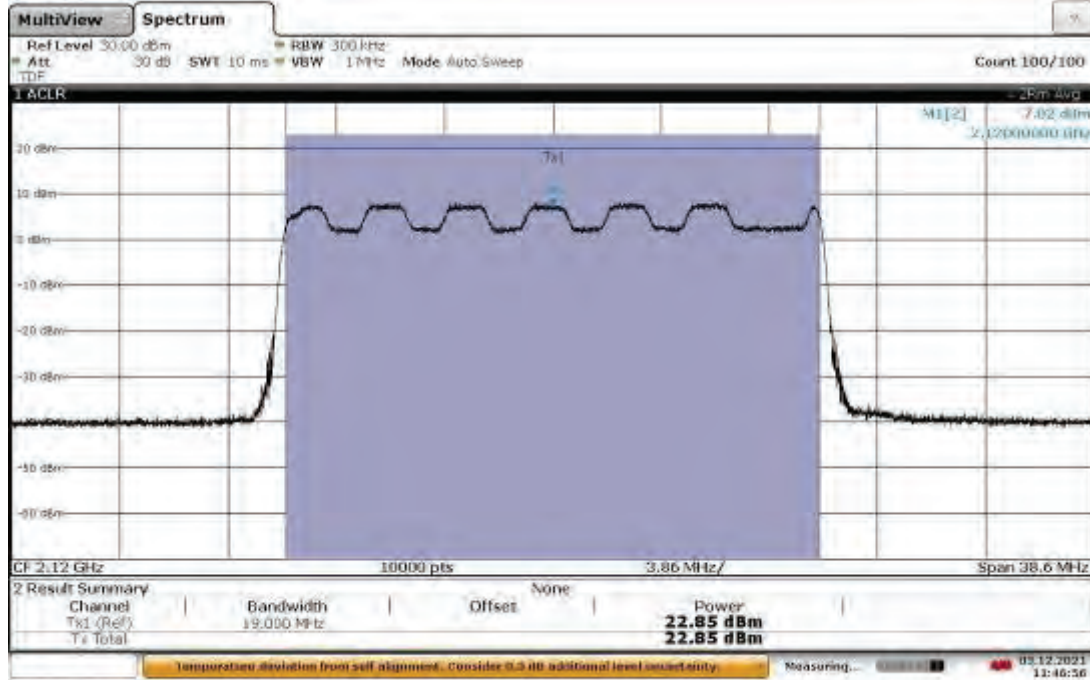 MultiView Spectrum
Ref Level 30.00 dBm RBW 300 kHz
Att 30 dB SWT 10 ms VBW 1 MHz Mode Auto Sweep Count 100/100
TDF
1 ACLR 2Rm Avg
M1[2] 7.02 dBm
2.12000000 GHz
20 dBm
Tx1
10 dBm
0 dBm
-10 dBm
-20 dBm
-30 dBm
-50 dBm
-60 dBm
CF 2.12 GHz 10000 pts 3.86 MHz/ Span 38.6 MHz
2 Result Summary None
Channel Bandwidth Offset Power
Tx1 (Ref) 19.000 MHz 22.85 dBm
Tx Total 22.85 dBm
Temperature deviation from self alignment. Consider 0.5 dB additional level uncertainty. Measuring... 03.12.2021
11:46:56